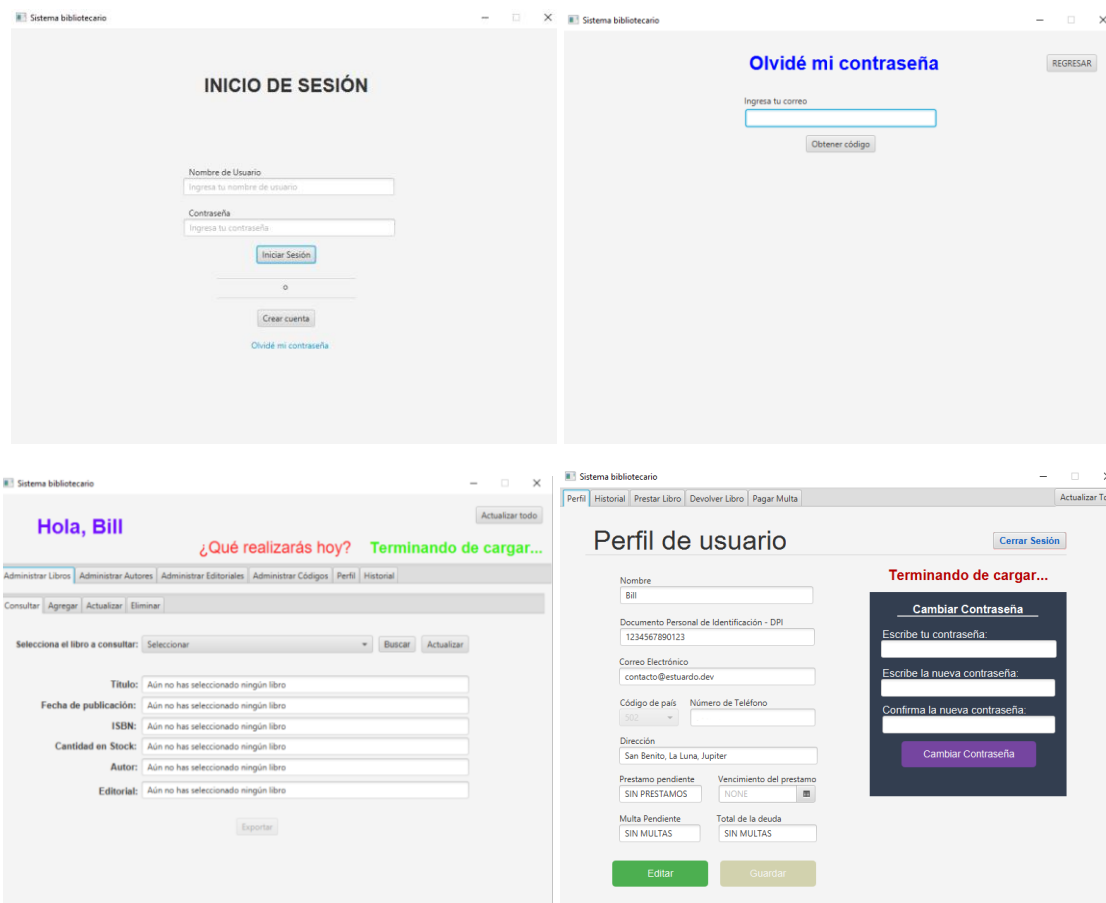 Sistema bibliotecario
INICIO DE SESIÓN
Nombre de Usuario
Ingresa tu nombre de usuario
Contraseña
Ingresa tu contraseña
Iniciar Sesión
o
Crear cuenta
Olvidé mi contraseña
Sistema bibliotecario
Olvidé mi contraseña
REGRESAR
Ingresa tu correo
Obtener código
Sistema bibliotecario
Actualizar todo
Hola, Bill
¿Qué realizarás hoy? Terminando de cargar...
Administrar Libros Administrar Autores Administrar Editoriales Administrar Códigos Perfil Historial
Consultar Agregar Actualizar Eliminar
Selecciona el libro a consultar: Seleccionar Buscar Actualizar
Titulo: Aún no has seleccionado ningún libro
Fecha de publicación: Aún no has seleccionado ningún libro
ISBN: Aún no has seleccionado ningún libro
Cantidad en Stock: Aún no has seleccionado ningún libro
Autor: Aún no has seleccionado ningún libro
Editorial: Aún no has seleccionado ningún libro
Exportar
Sistema bibliotecario
Perfil Historial Prestar Libro Devolver Libro Pagar Multa Actualizar To
Perfil de usuario
Cerrar Sesión
Terminando de cargar...
Nombre
Bill
Documento Personal de Identificación - DPI
1234567890123
Correo Electrónico
contacto@estuardo.dev
Código de país Número de Teléfono
502
Dirección
San Benito, La Luna, Jupiter
Prestamo pendiente Vencimiento del prestamo
SIN PRESTAMOS NONE
Multa Pendiente Total de la deuda
SIN MULTAS SIN MULTAS
Editar Guardar
Cambiar Contraseña
Escribe tu contraseña:
Escribe la nueva contraseña:
Confirma la nueva contraseña:
Cambiar Contraseña